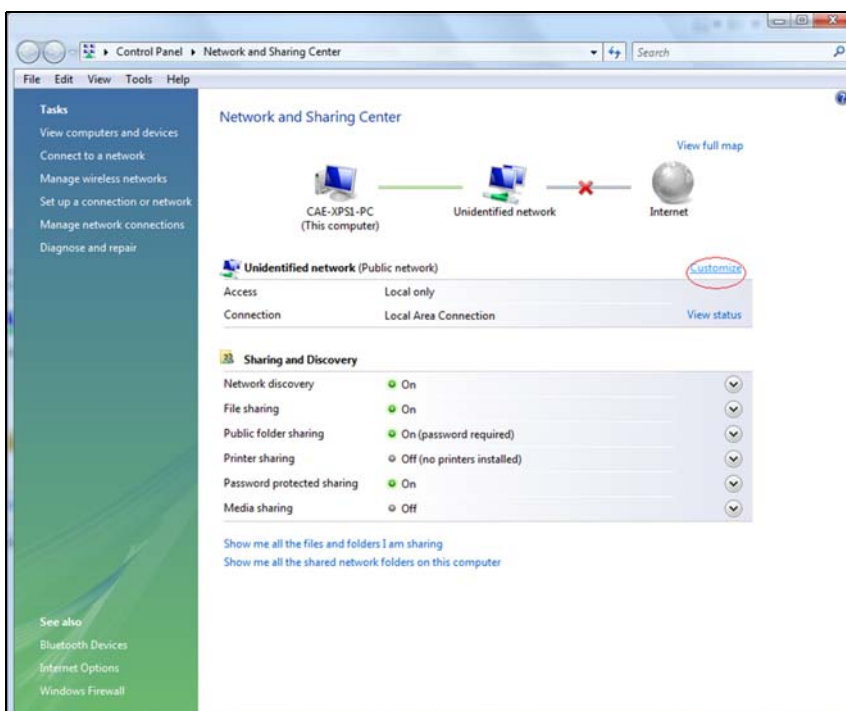 Control Panel Network and Sharing Center
Search
File Edit View Tools Help
Tasks
View computers and devices
Connect to a network
Manage wireless networks
Set up a connection or network
Manage network connections
Diagnose and repair
See also
Bluetooth Devices
Internet Options
Windows Firewall
Network and Sharing Center
View full map
CAE-XPS1-PC
(This computer)
Unidentified network
Internet
Unidentified network (Public network) Customize
Access Local only
Connection Local Area Connection View status
Sharing and Discovery
Network discovery On
File sharing On
Public folder sharing On (password required)
Printer sharing Off (no printers installed)
Password protected sharing On
Media sharing Off
Show me all the files and folders I am sharing
Show me all the shared network folders on this computer